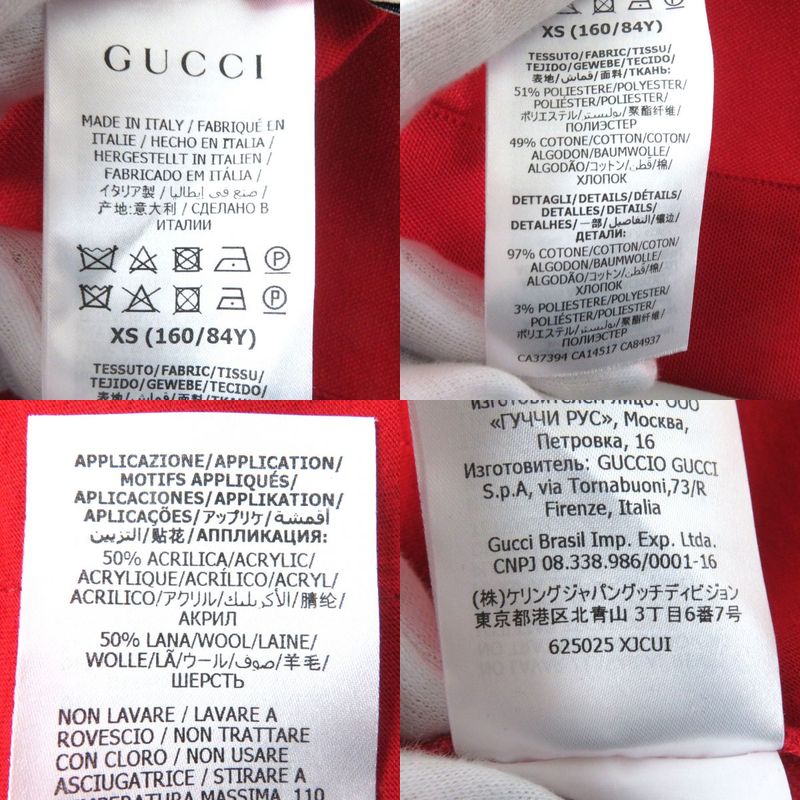 GUCCI
MADE IN ITALY / FABRIQUÉ EN
ITALIE / HECHO EN ITALIA /
HERGESTELLT IN ITALIEN /
FABRICADO EM ITÁLIA /
イタリア製 / صنع في إيطاليا /
产地:意大利 / СДЕЛАНО В
ИТАЛИИ
P
P
XS (160/84Y)
TESSUTO/FABRIC/TISSU/
TEJIDO/GEWEBE/TECIDO/
XS (160/84Y)
TESSUTO/FABRIC/TISSU/
TEJIDO/GEWEBE/TECIDO/
表地/قماش/面料/ТКАНЬ:
51% POLIESTERE/POLYESTER/
POLIÉSTER/POLIESTER/
ポリエステル/بوليستر/聚酯纤维/
ПОЛИЭСТЕР
49% COTONE/COTTON/COTON/
ALGODON/BAUMWOLLE/
ALGODÃO/コットン/قطن/棉/
ХЛОПОК
DETTAGLI/DETAILS/DÉTAILS/
DETALLES/DETAILS/
DETALHES/一部/التفاصيل/镶边/
ДЕТАЛИ:
97% COTONE/COTTON/COTON/
ALGODON/BAUMWOLLE/
ALGODÃO/コットン/قطن/棉/
ХЛОПОК
3% POLIESTERE/POLYESTER/
POLIÉSTER/POLIESTER/
ポリエステル/بوليستر/聚酯纤维/
ПОЛИЭСТЕР
CA37394 CA14517 CA84937
APPLICAZIONE/APPLICATION/
MOTIFS APPLIQUÉS/
APLICACIONES/APPLIKATION/
APLICAÇÕES/アップリケ/أقمشة
التزيين/贴花/АППЛИКАЦИЯ:
50% ACRILICA/ACRYLIC/
ACRYLIQUE/ACRÍLICO/ACRYL/
ACRILICO/アクリル/الأكريليك/腈纶/
АКРИЛ
50% LANA/WOOL/LAINE/
WOLLE/LÃ/ウール/صوف/羊毛/
ШЕРСТЬ
NON LAVARE / LAVARE A
ROVESCIO / NON TRATTARE
CON CLORO / NON USARE
ASCIUGATRICE / STIRARE A
TEMPERATURA MASSIMA 110
ИЗГОТОВИТЕЛЕМ ЛИЦО: ООО
«ГУЧЧИ РУС», Москва,
Петровка, 16
Изготовитель: GUCCIO GUCCI
S.p.A, via Tornabuoni,73/R
Firenze, Italia
Gucci Brasil Imp. Exp. Ltda.
CNPJ 08.338.986/0001-16
(株)ケリングジャパングッチディビジョン
東京都港区北青山 3丁目6番7号
625025 XJCUI